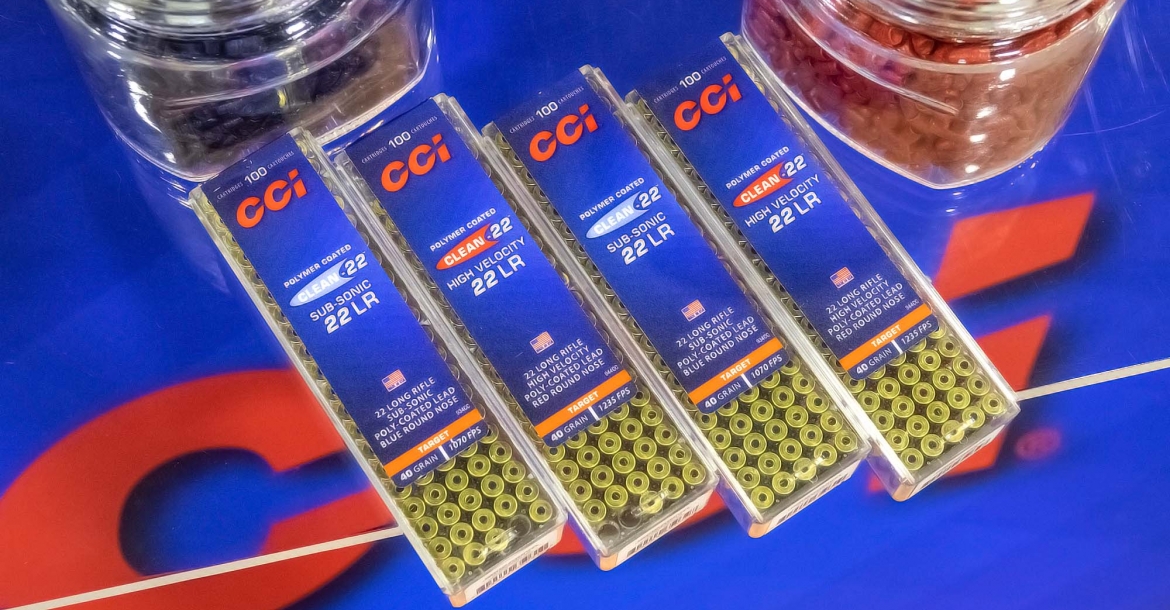 CARTRIDGES 100 CARTOUCHES
CCi
POLYMER COATED
CLEAN-22
SUB-SONIC
22 LR
22 LONG RIFLE
SUB-SONIC
POLY-COATED LEAD
BLUE ROUND NOSE
TARGET
40 GRAIN | 1070 FPS
CARTRIDGES 100 CARTOUCHES
CCi
POLYMER COATED
CLEAN-22
HIGH VELOCITY
22 LR
22 LONG RIFLE
HIGH VELOCITY
POLY-COATED LEAD
RED ROUND NOSE
TARGET
40 GRAIN | 1235 FPS
CARTRIDGES 100 CARTOUCHES
CCi
POLYMER COATED
CLEAN-22
SUB-SONIC
22 LR
22 LONG RIFLE
SUB-SONIC
POLY-COATED LEAD
BLUE ROUND NOSE
TARGET
40 GRAIN | 1070 FPS
CARTRIDGES 100 CARTOUCHES
CCi
POLYMER COATED
CLEAN-22
HIGH VELOCITY
22 LR
22 LONG RIFLE
HIGH VELOCITY
POLY-COATED LEAD
RED ROUND NOSE
TARGET
40 GRAIN | 1235 FPS
®